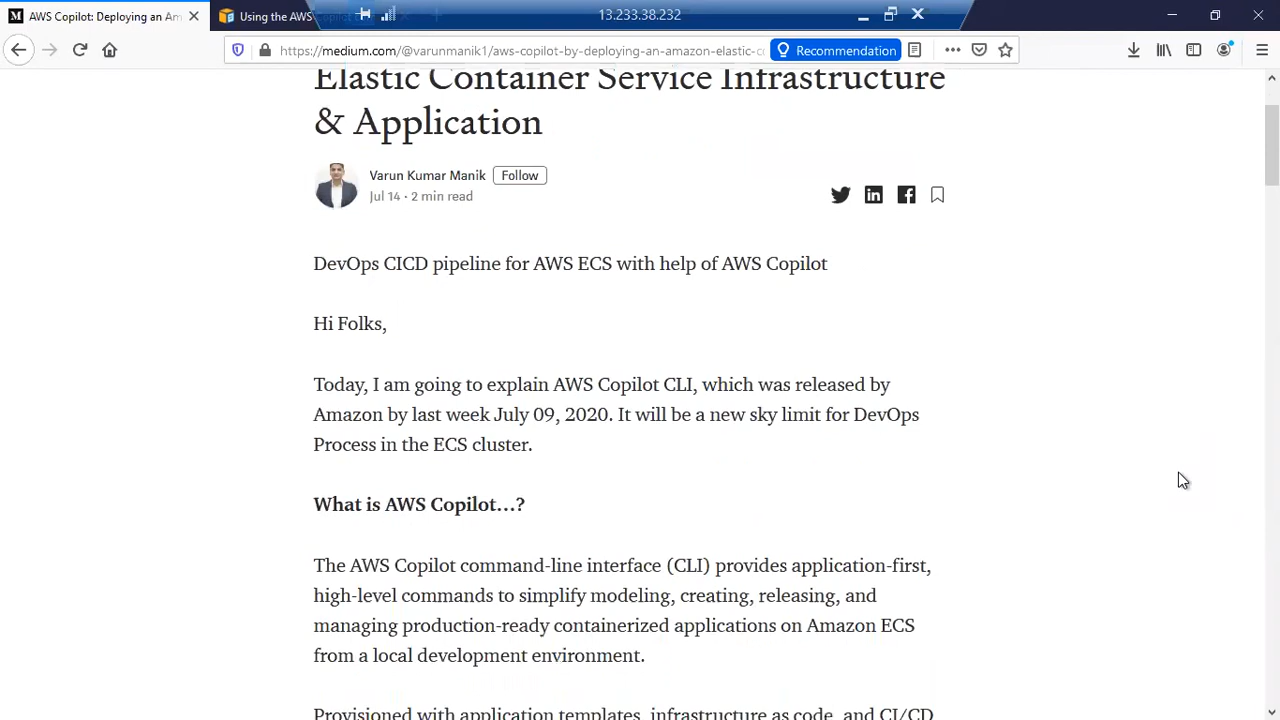 AWS Copilot: Deploying an Am
Using the AWS
13.233.38.232
https://medium.com/@varunmanik1/aws-copilot-by-deploying-an-amazon-elastic-c
Recommendation
Elastic Container Service Infrastructure
& Application
Varun Kumar Manik
Follow
Jul 14 · 2 min read
DevOps CICD pipeline for AWS ECS with help of AWS Copilot
Hi Folks,
Today, I am going to explain AWS Copilot CLI, which was released by
Amazon by last week July 09, 2020. It will be a new sky limit for DevOps
Process in the ECS cluster.
What is AWS Copilot…?
The AWS Copilot command-line interface (CLI) provides application-first,
high-level commands to simplify modeling, creating, releasing, and
managing production-ready containerized applications on Amazon ECS
from a local development environment.
Provisioned with application templates, infrastructure as code, and CI/CD